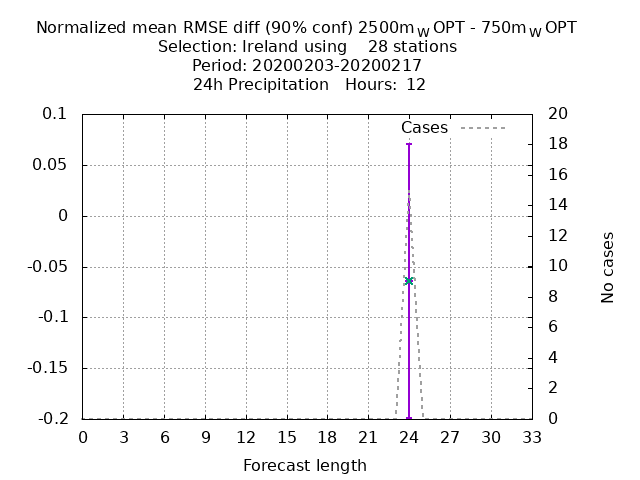 Normalized mean RMSE diff (90% conf) 2500m_W OPT - 750m_W OPT
Selection: Ireland using 28 stations
Period: 20200203-20200217
24h Precipitation Hours: 12
Cases
0.1
0.05
0
-0.05
-0.1
-0.15
-0.2
20
18
16
14
12
10
8
6
4
2
0
No cases
0 3 6 9 12 15 18 21 24 27 30 33
Forecast length